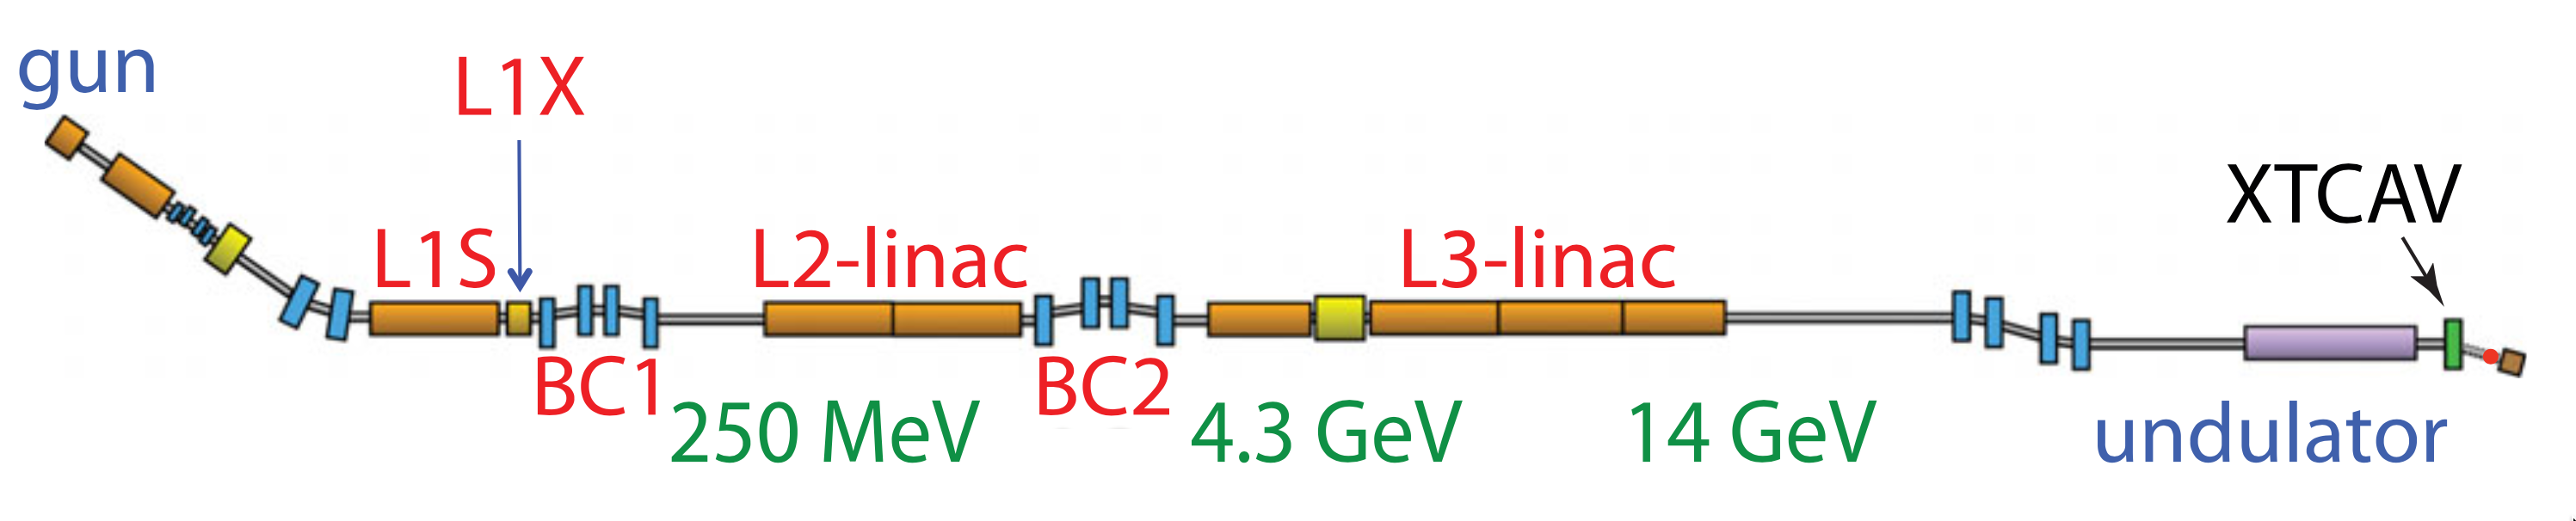 gun
L1X
XTCAV
L1S
L2-linac
L3-linac
BC1
BC2
250 MeV
4.3 GeV
14 GeV
undulator